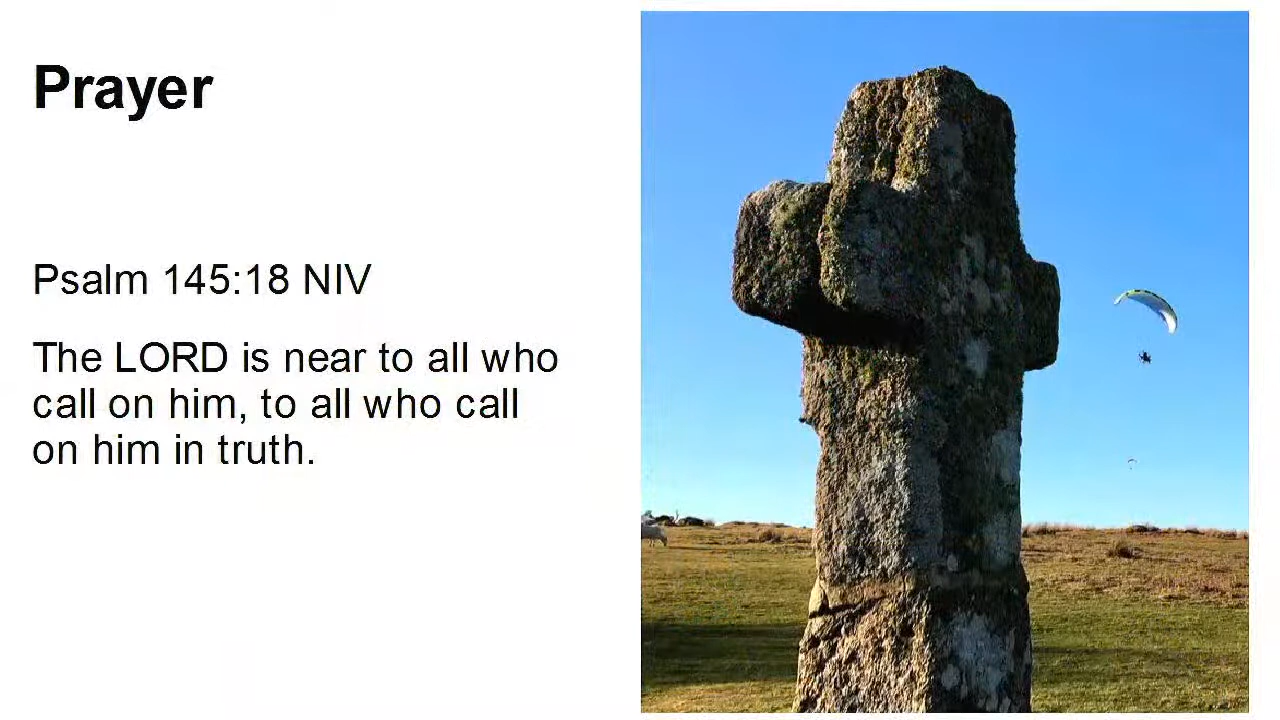 Prayer
Psalm 145:18 NIV
The LORD is near to all who
call on him, to all who call
on him in truth.